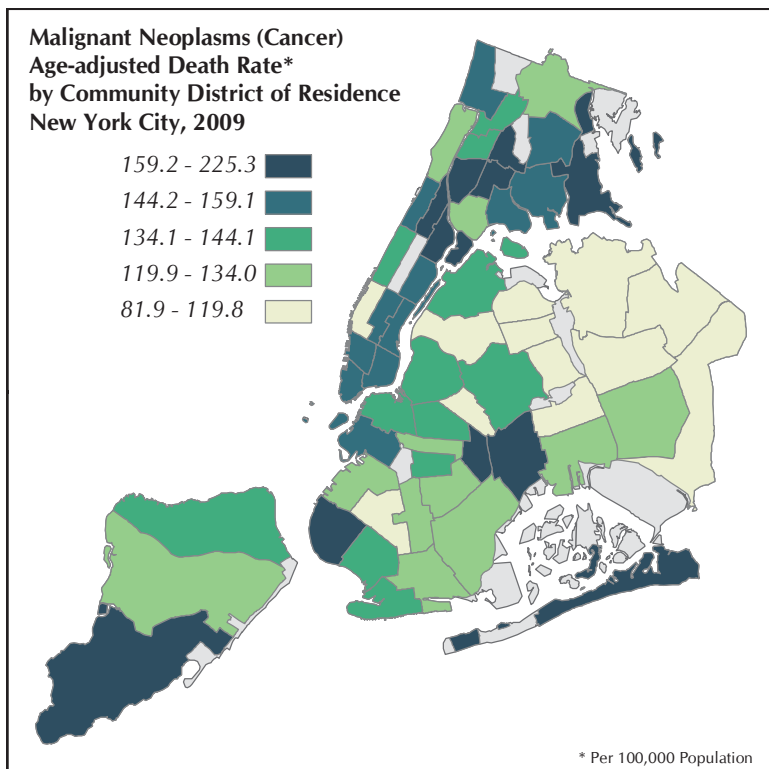 Malignant Neoplasms (Cancer)
Age-adjusted Death Rate*
by Community District of Residence
New York City, 2009
159.2 - 225.3
144.2 - 159.1
134.1 - 144.1
119.9 - 134.0
81.9 - 119.8
* Per 100,000 Population